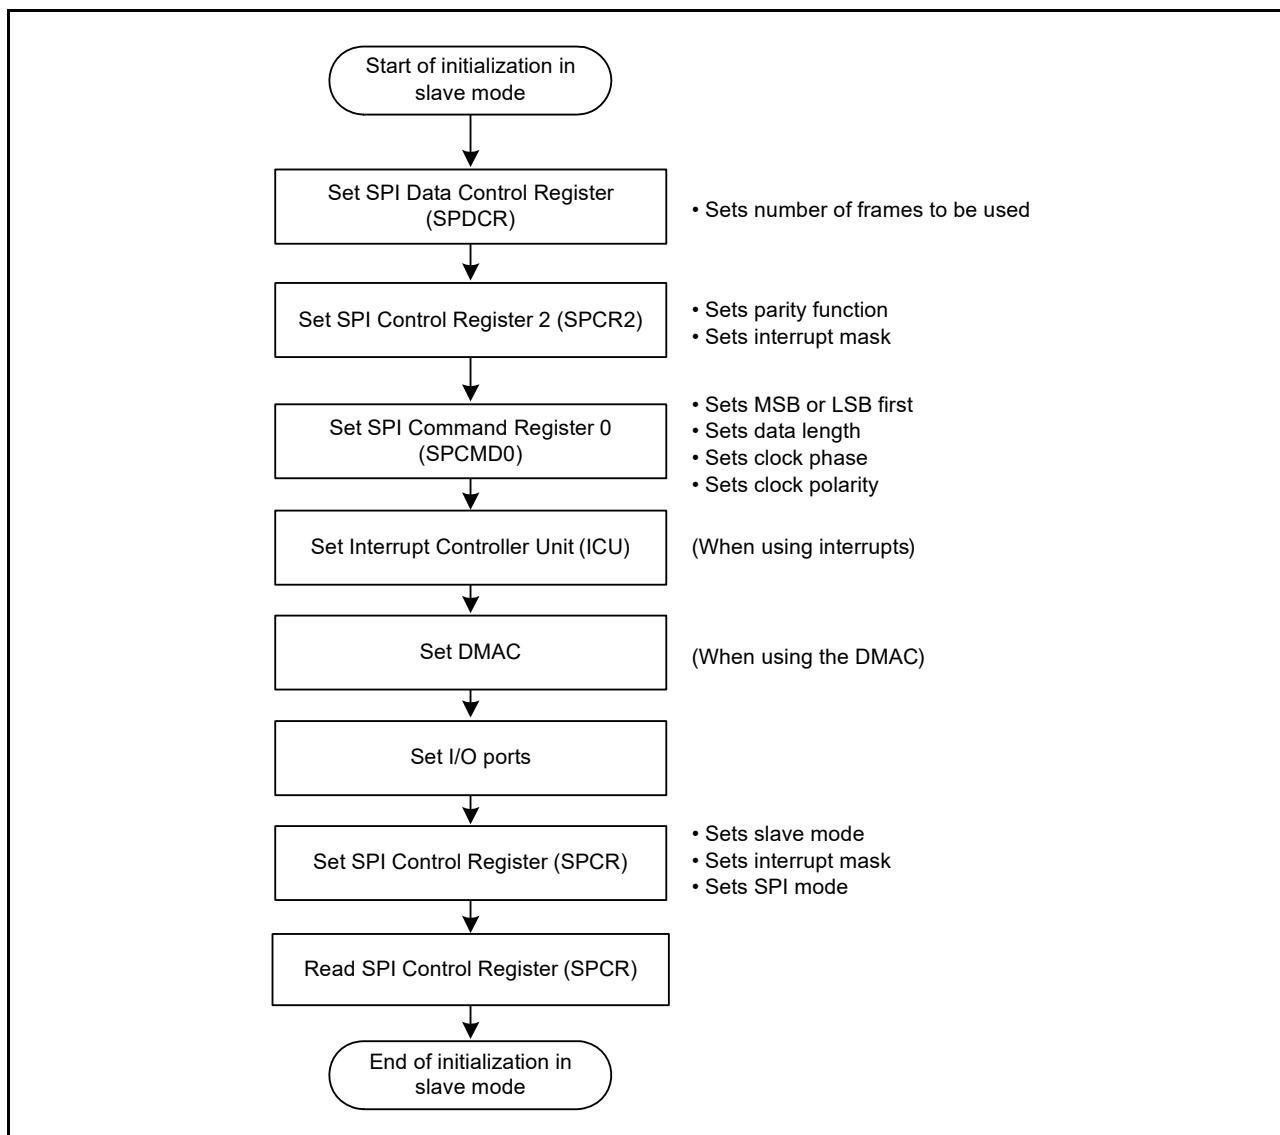 Start of initialization in
slave mode
Set SPI Data Control Register
(SPDCR)
• Sets number of frames to be used
Set SPI Control Register 2 (SPCR2)
• Sets parity function
• Sets interrupt mask
Set SPI Command Register 0
(SPCMD0)
• Sets MSB or LSB first
• Sets data length
• Sets clock phase
• Sets clock polarity
Set Interrupt Controller Unit (ICU)
(When using interrupts)
Set DMAC
(When using the DMAC)
Set I/O ports
Set SPI Control Register (SPCR)
• Sets slave mode
• Sets interrupt mask
• Sets SPI mode
Read SPI Control Register (SPCR)
End of initialization in
slave mode